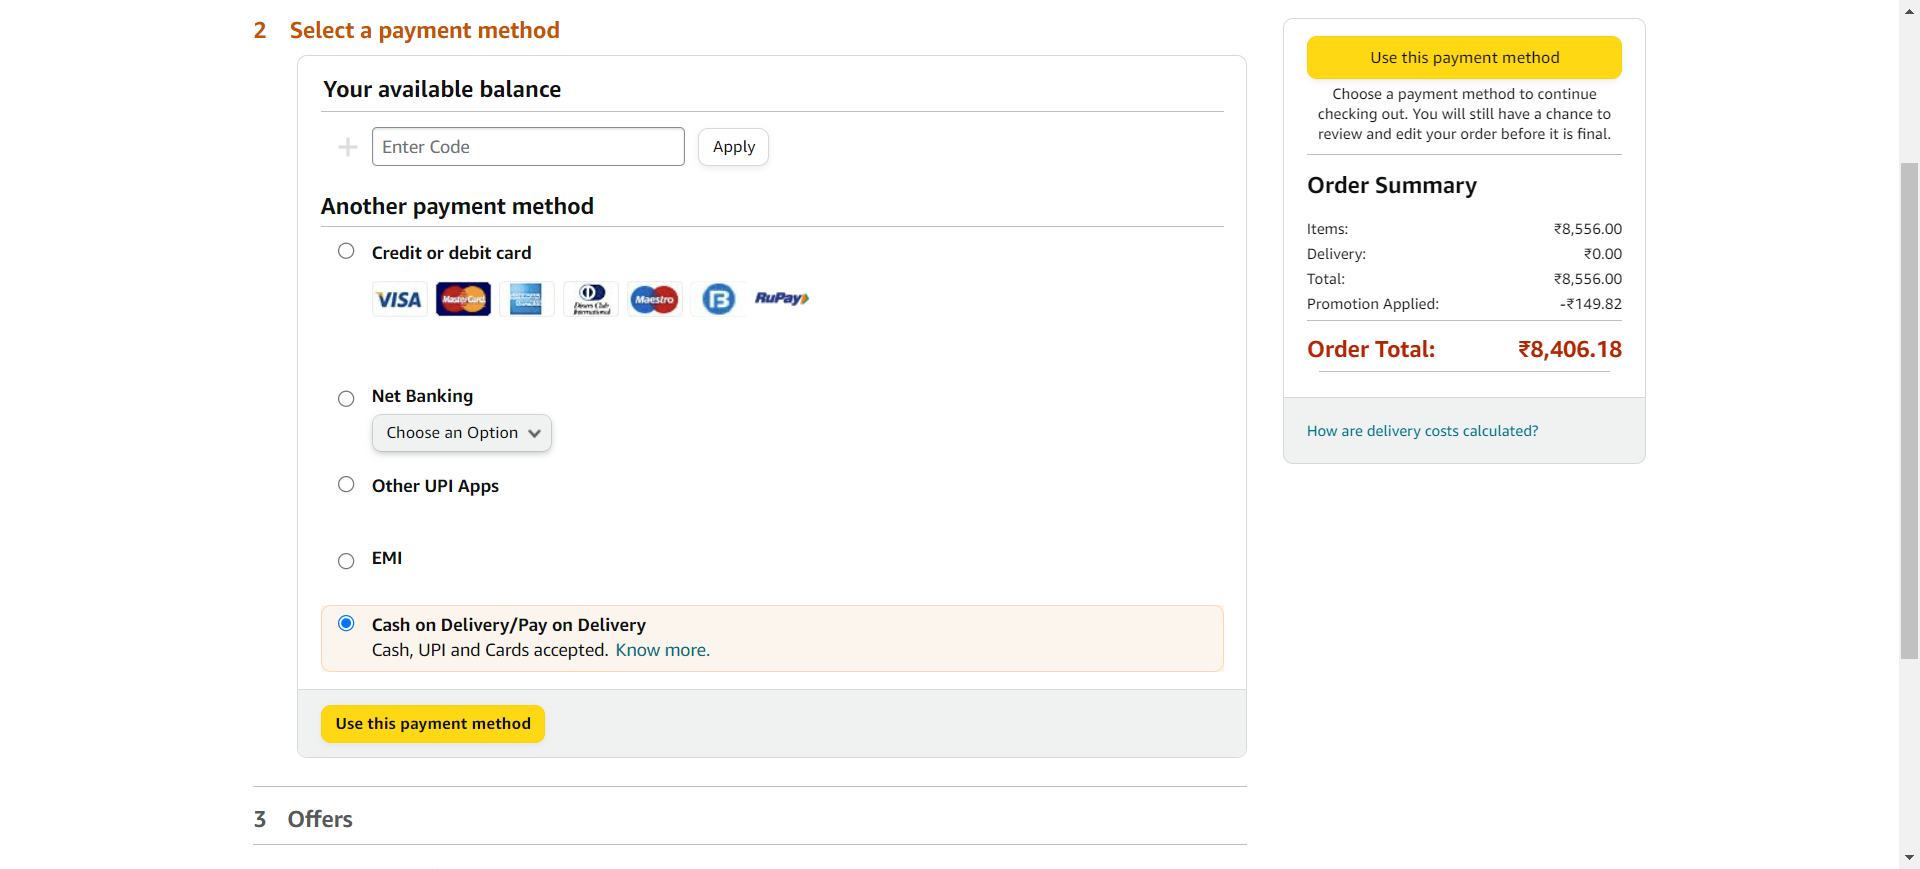 2 Select a payment method
Your available balance
Enter Code
Apply
Another payment method
Credit or debit card
VISA MasterCard Diners Club International Maestro B RuPay
Net Banking
Choose an Option
Other UPI Apps
EMI
Cash on Delivery/Pay on Delivery
Cash, UPI and Cards accepted. Know more.
Use this payment method
3 Offers
Use this payment method
Choose a payment method to continue
checking out. You will still have a chance to
review and edit your order before it is final.
Order Summary
Items: ₹8,556.00
Delivery: ₹0.00
Total: ₹8,556.00
Promotion Applied: -₹149.82
Order Total: ₹8,406.18
How are delivery costs calculated?